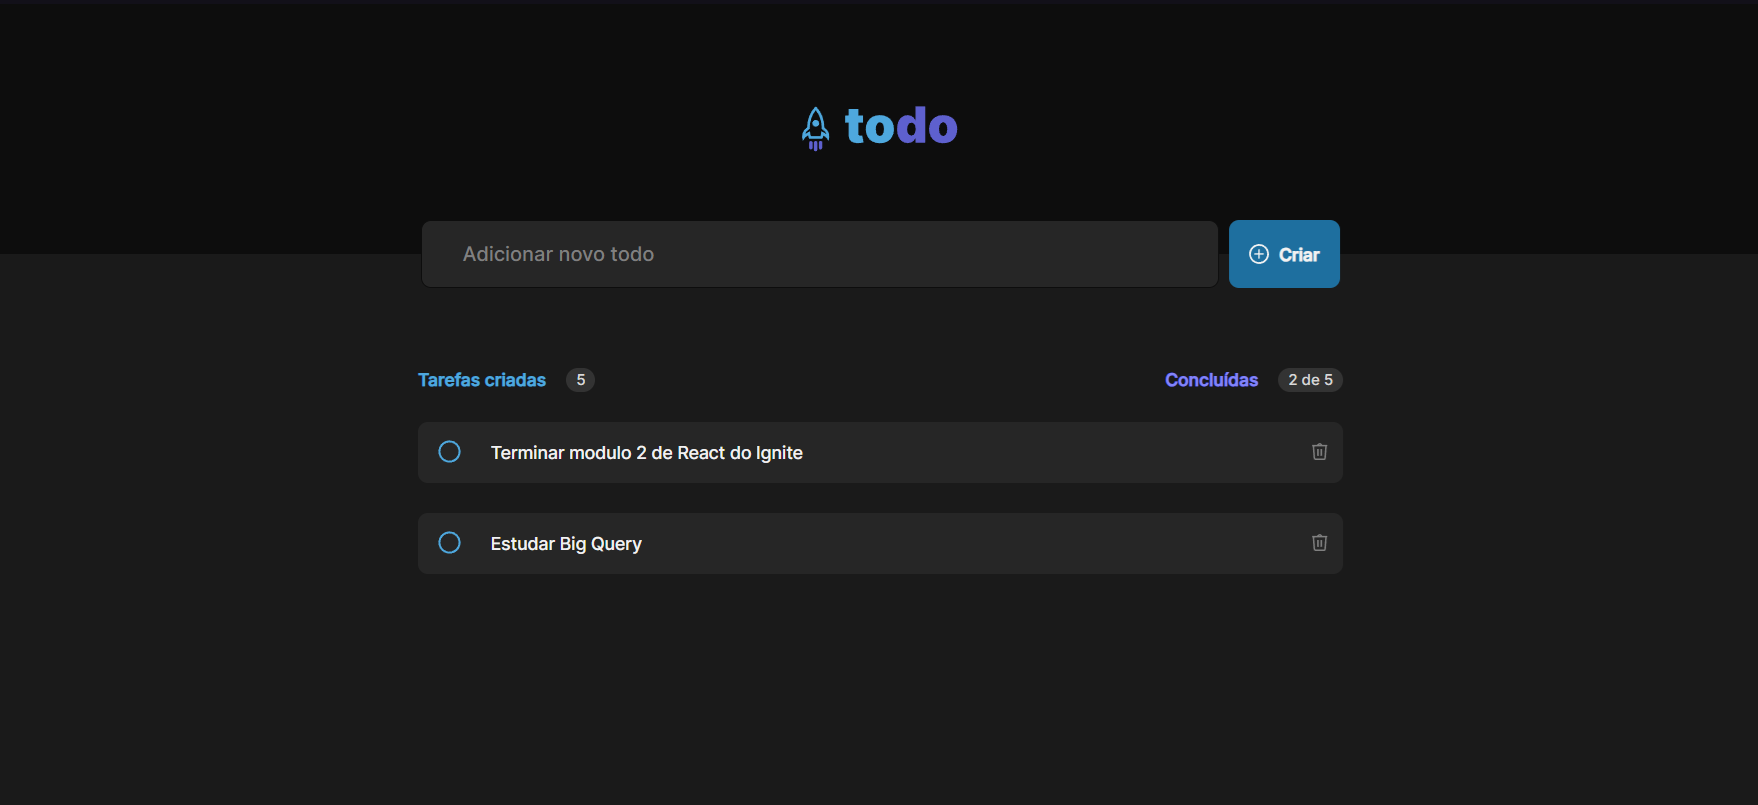 todo
Adicionar novo todo
Criar
Tarefas criadas 5
Concluídas 2 de 5
Terminar modulo 2 de React do Ignite
Estudar Big Query